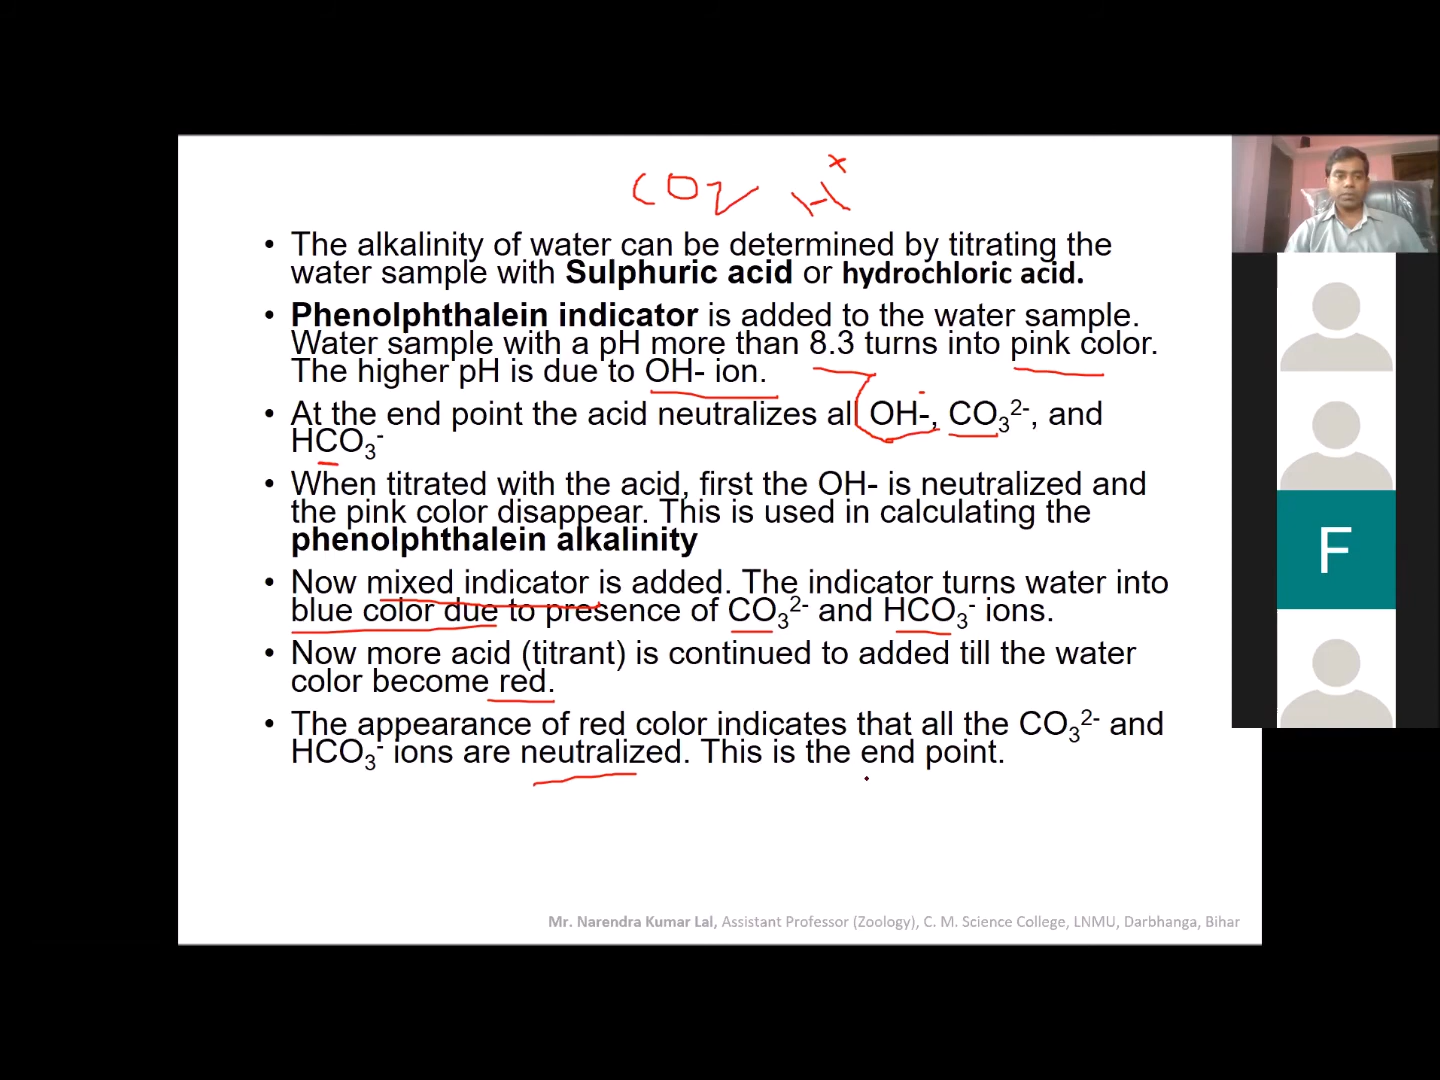 CO2 H+
• The alkalinity of water can be determined by titrating the
water sample with Sulphuric acid or hydrochloric acid.
• Phenolphthalein indicator is added to the water sample.
Water sample with a pH more than 8.3 turns into pink color.
The higher pH is due to OH- ion.
• At the end point the acid neutralizes all OH-, CO₃²⁻, and
HCO₃⁻
• When titrated with the acid, first the OH- is neutralized and
the pink color disappear. This is used in calculating the
phenolphthalein alkalinity
• Now mixed indicator is added. The indicator turns water into
blue color due to presence of CO₃²⁻ and HCO₃⁻ ions.
• Now more acid (titrant) is continued to added till the water
color become red.
• The appearance of red color indicates that all the CO₃²⁻ and
HCO₃⁻ ions are neutralized. This is the end point.
Mr. Narendra Kumar Lal, Assistant Professor (Zoology), C. M. Science College, LNMU, Darbhanga, Bihar
F